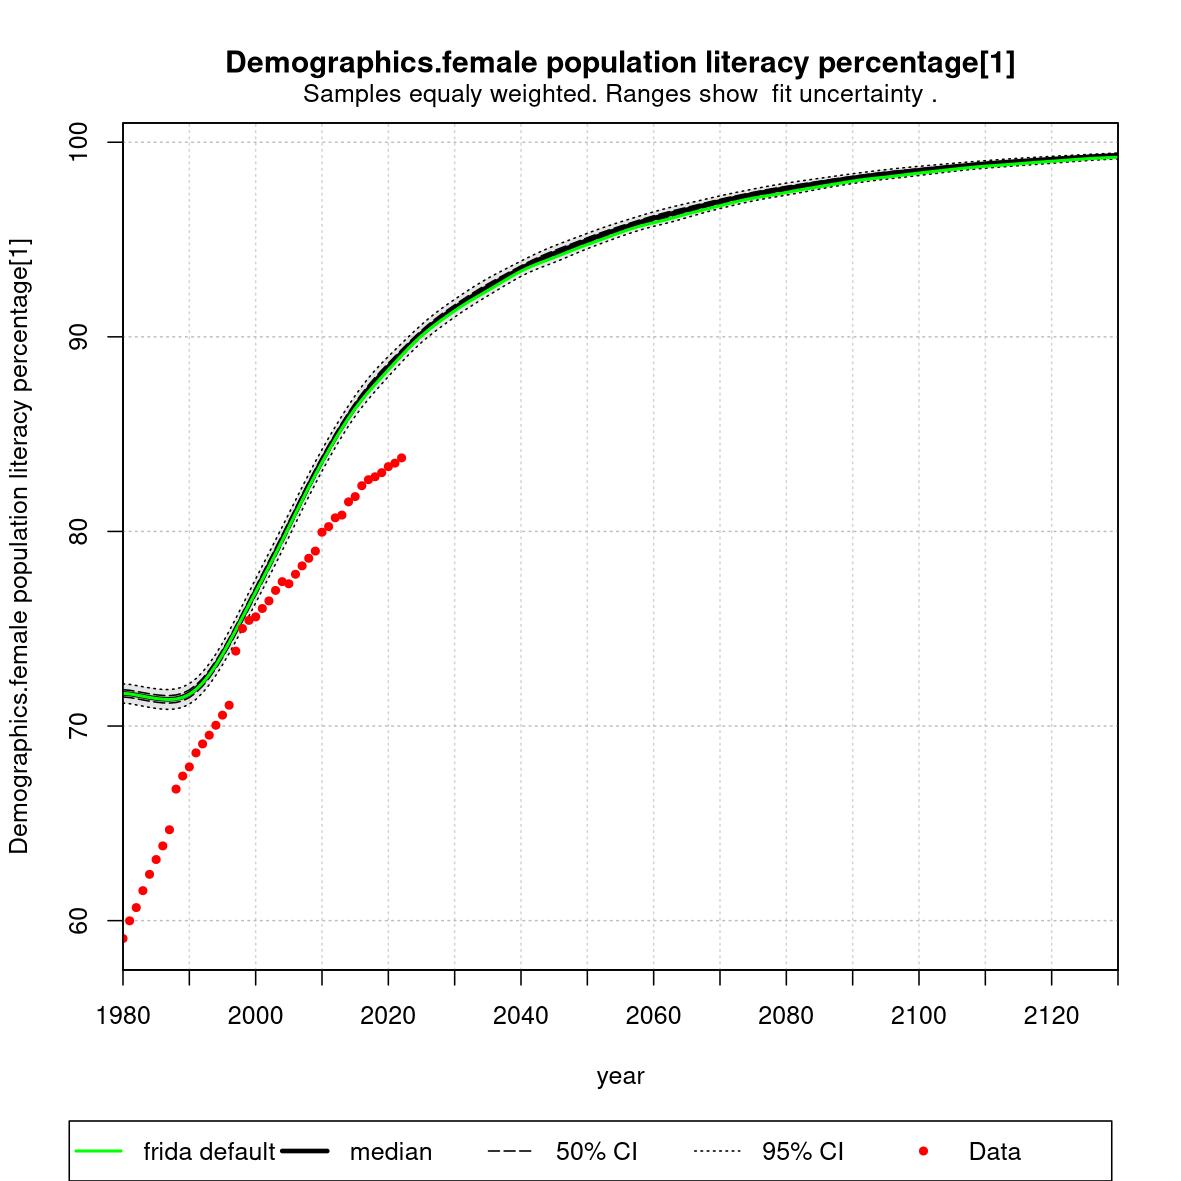 Demographics.female population literacy percentage[1]
Samples equaly weighted. Ranges show  fit uncertainty .
Demographics.female population literacy percentage[1]
100
90
80
70
60
1980 2000 2020 2040 2060 2080 2100 2120
year
frida default median 50% CI 95% CI Data